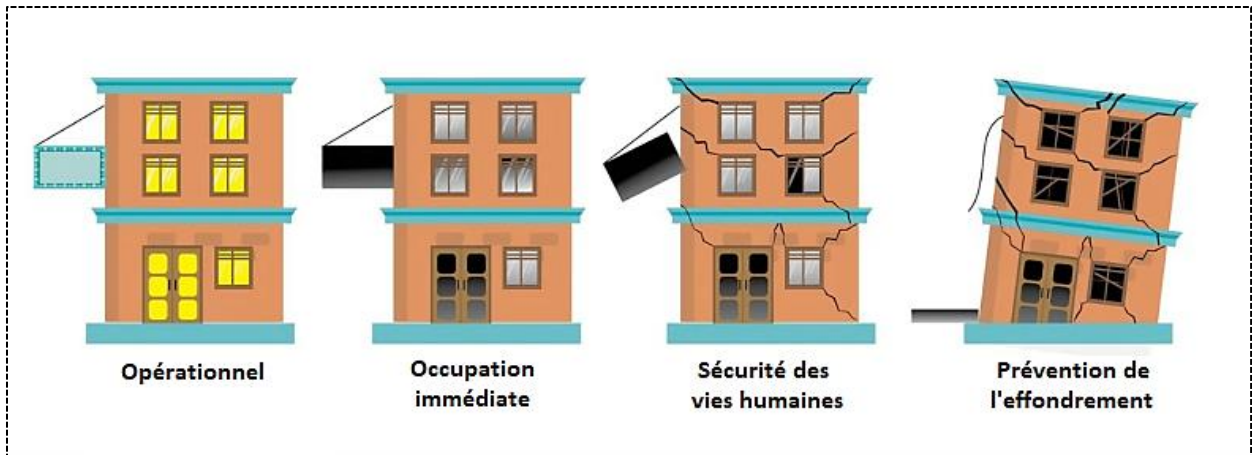 Opérationnel
Occupation
immédiate
Sécurité des
vies humaines
Prévention de
l'effondrement